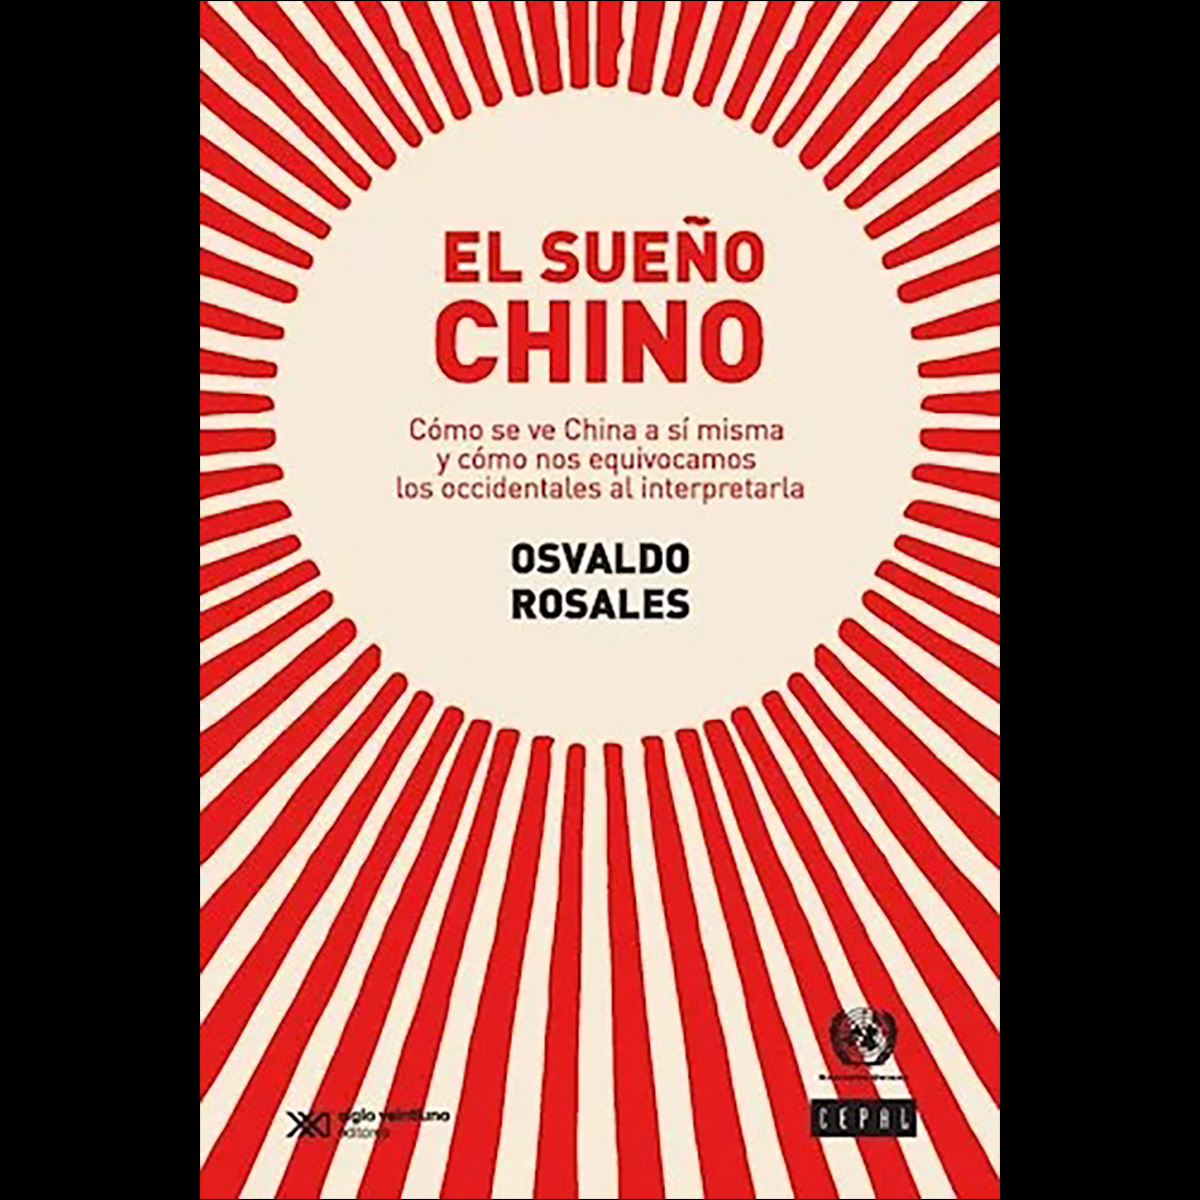 EL SUEÑO
CHINO
Cómo se ve China a sí misma
y cómo nos equivocamos
los occidentales al interpretarla
OSVALDO
ROSALES
siglo veintiuno
editores
CEPAL